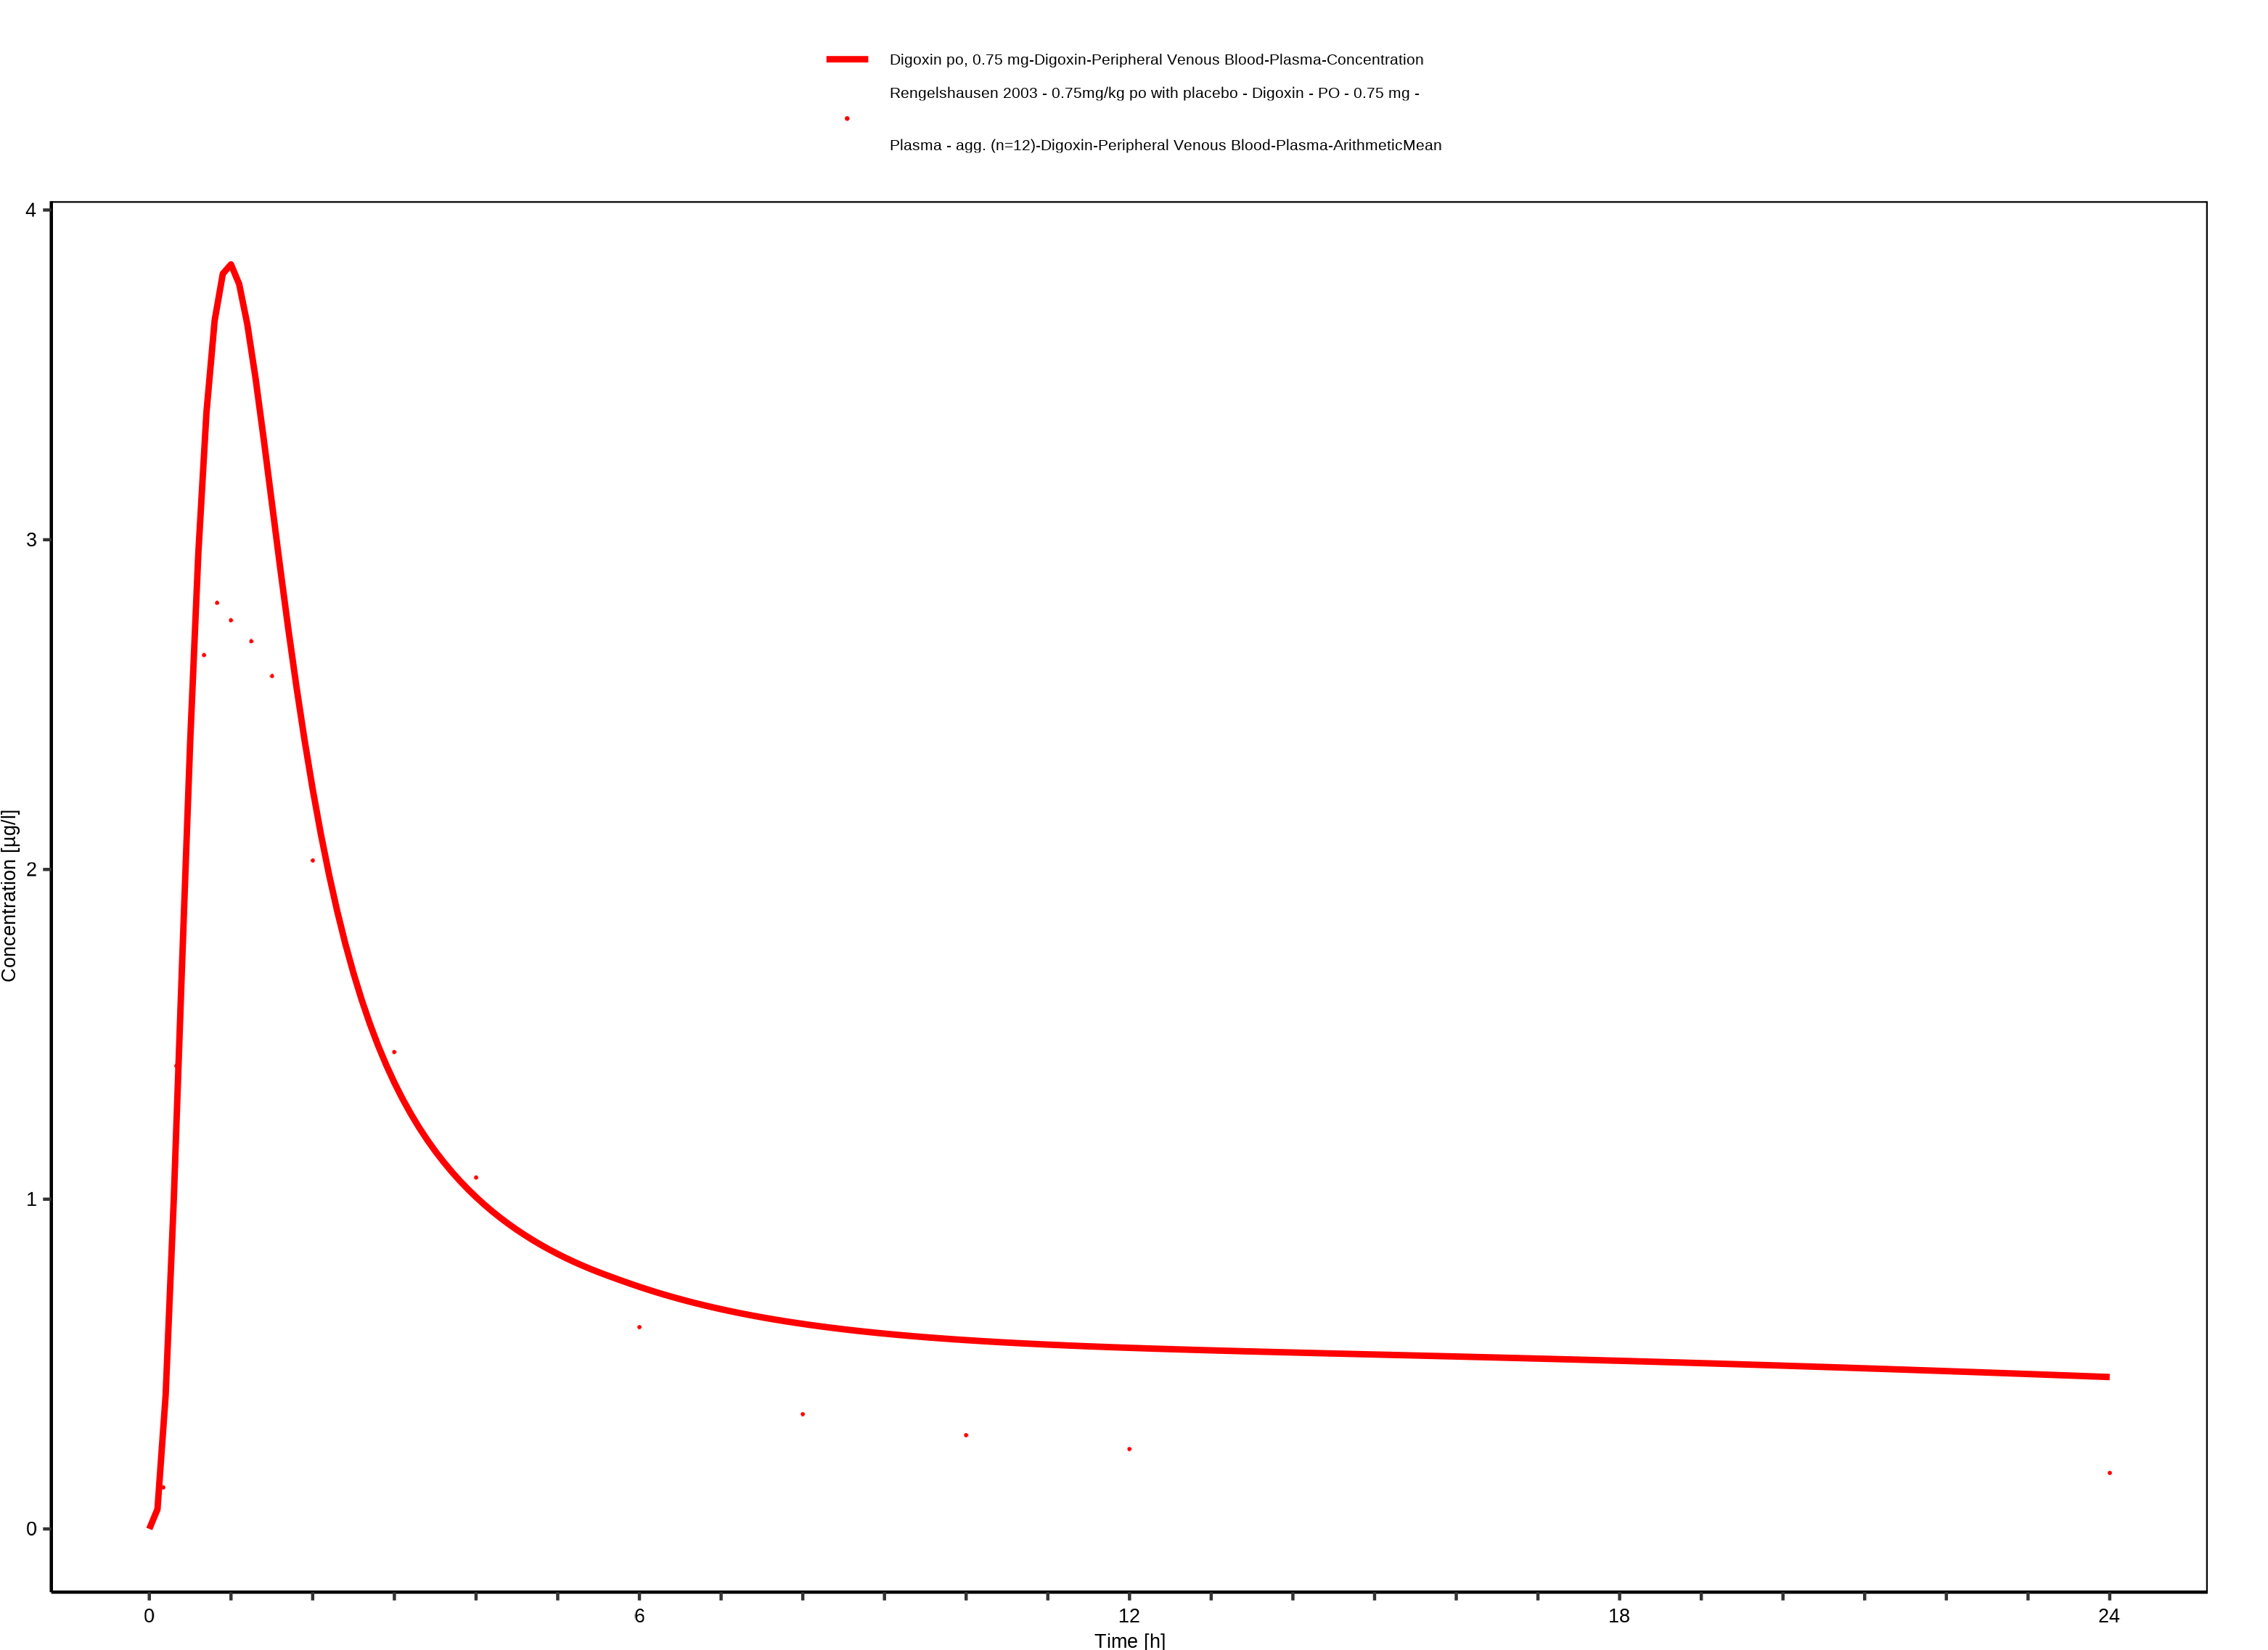 Digoxin po, 0.75 mg-Digoxin-Peripheral Venous Blood-Plasma-Concentration
Rengelshausen 2003 - 0.75mg/kg po with placebo - Digoxin - PO - 0.75 mg -
Plasma - agg. (n=12)-Digoxin-Peripheral Venous Blood-Plasma-ArithmeticMean
4
3
2
1
0
Concentration [µg/l]
0 6 12 18 24
Time [h]